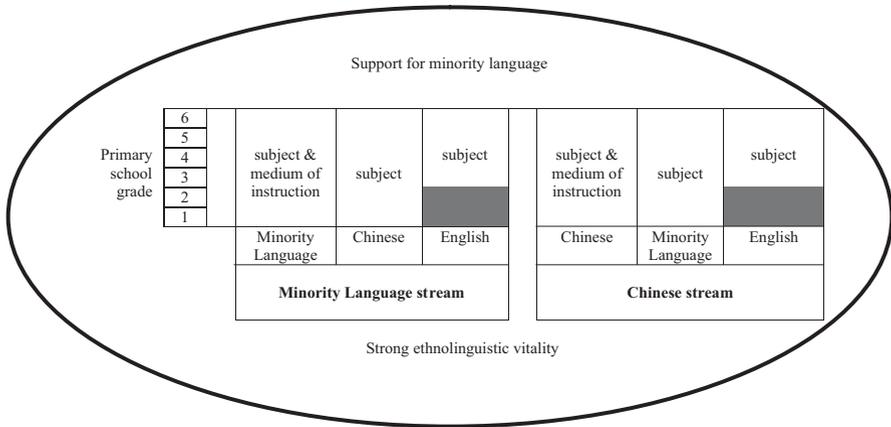 Support for minority language
6
5
4
3
2
1
Primary
school
grade
subject &
medium of
instruction
subject
subject
subject &
medium of
instruction
subject
subject
Minority
Language
Chinese
English
Chinese
Minority
Language
English
Minority Language stream
Chinese stream
Strong ethnolinguistic vitality